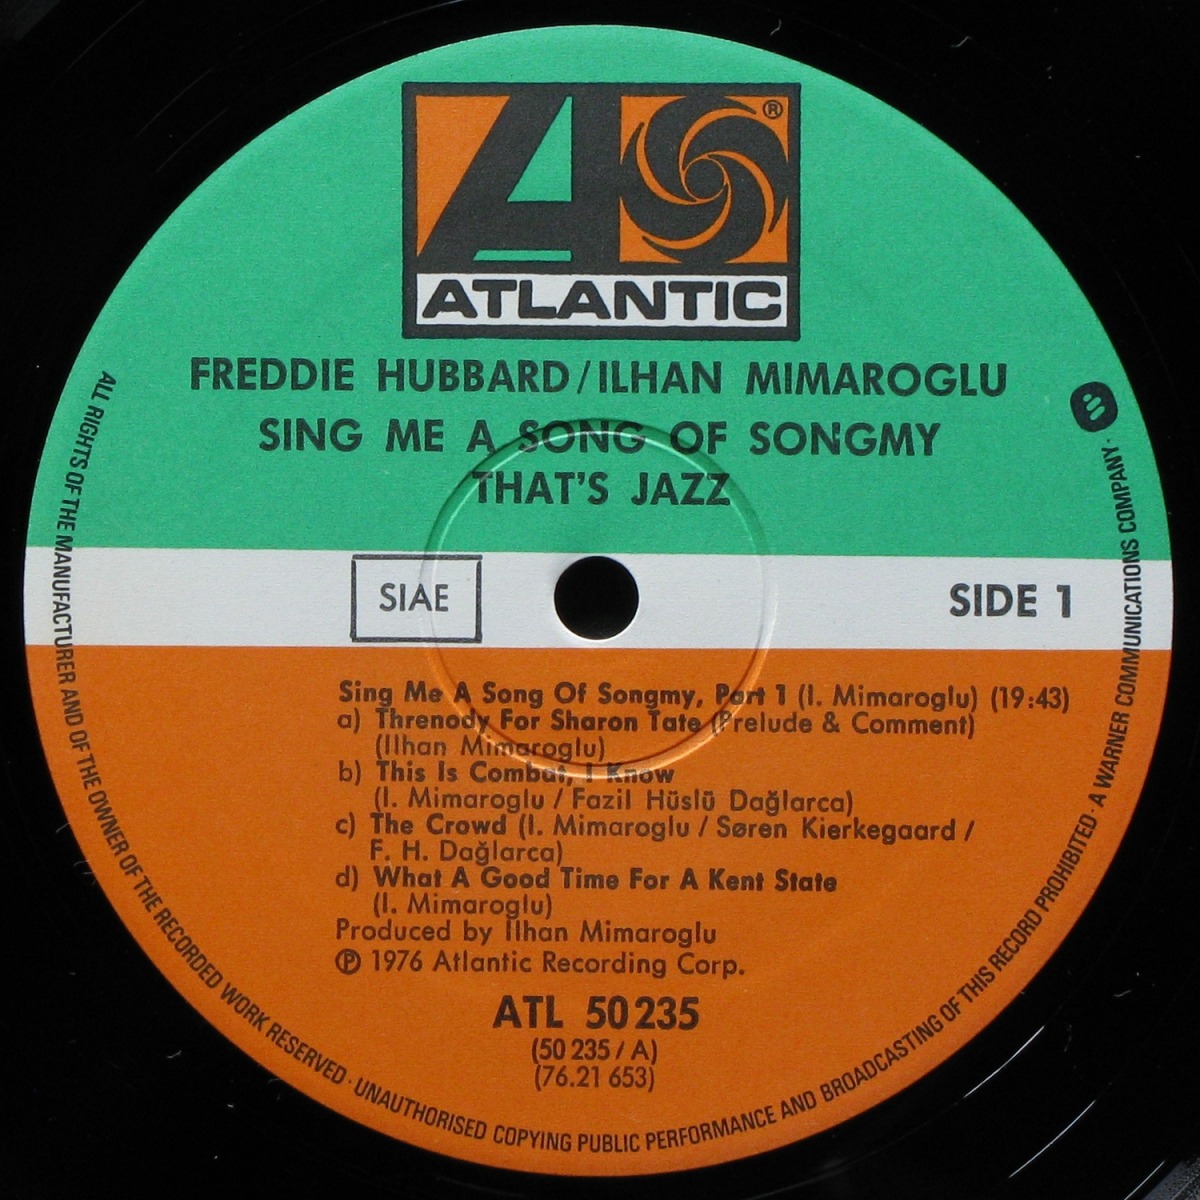 ®
ATLANTIC
FREDDIE HUBBARD/ILHAN MIMAROGLU
SING ME A SONG OF SONGMY
THAT'S JAZZ
SIAE
SIDE 1
Sing Me A Song Of Songmy, Part 1 (I. Mimaroglu) (19:43)
a) Threnody For Sharon Tate (Prelude & Comment)
(Ilhan Mimaroglu)
b) This Is Combat, I Know
(I. Mimaroglu / Fazil Hüslü Dağlarca)
c) The Crowd (I. Mimaroglu / Søren Kierkegaard /
F. H. Dağlarca)
d) What A Good Time For A Kent State
(I. Mimaroglu)
Produced by Ilhan Mimaroglu
℗ 1976 Atlantic Recording Corp.
ATL 50 235
(50 235 / A)
(76.21 653)
ALL RIGHTS OF THE MANUFACTURER AND OF THE OWNER OF THE RECORDED WORK RESERVED · UNAUTHORISED COPYING PUBLIC PERFORMANCE AND BROADCASTING OF THIS RECORD PROHIBITED · A WARNER COMMUNICATIONS COMPANY ·